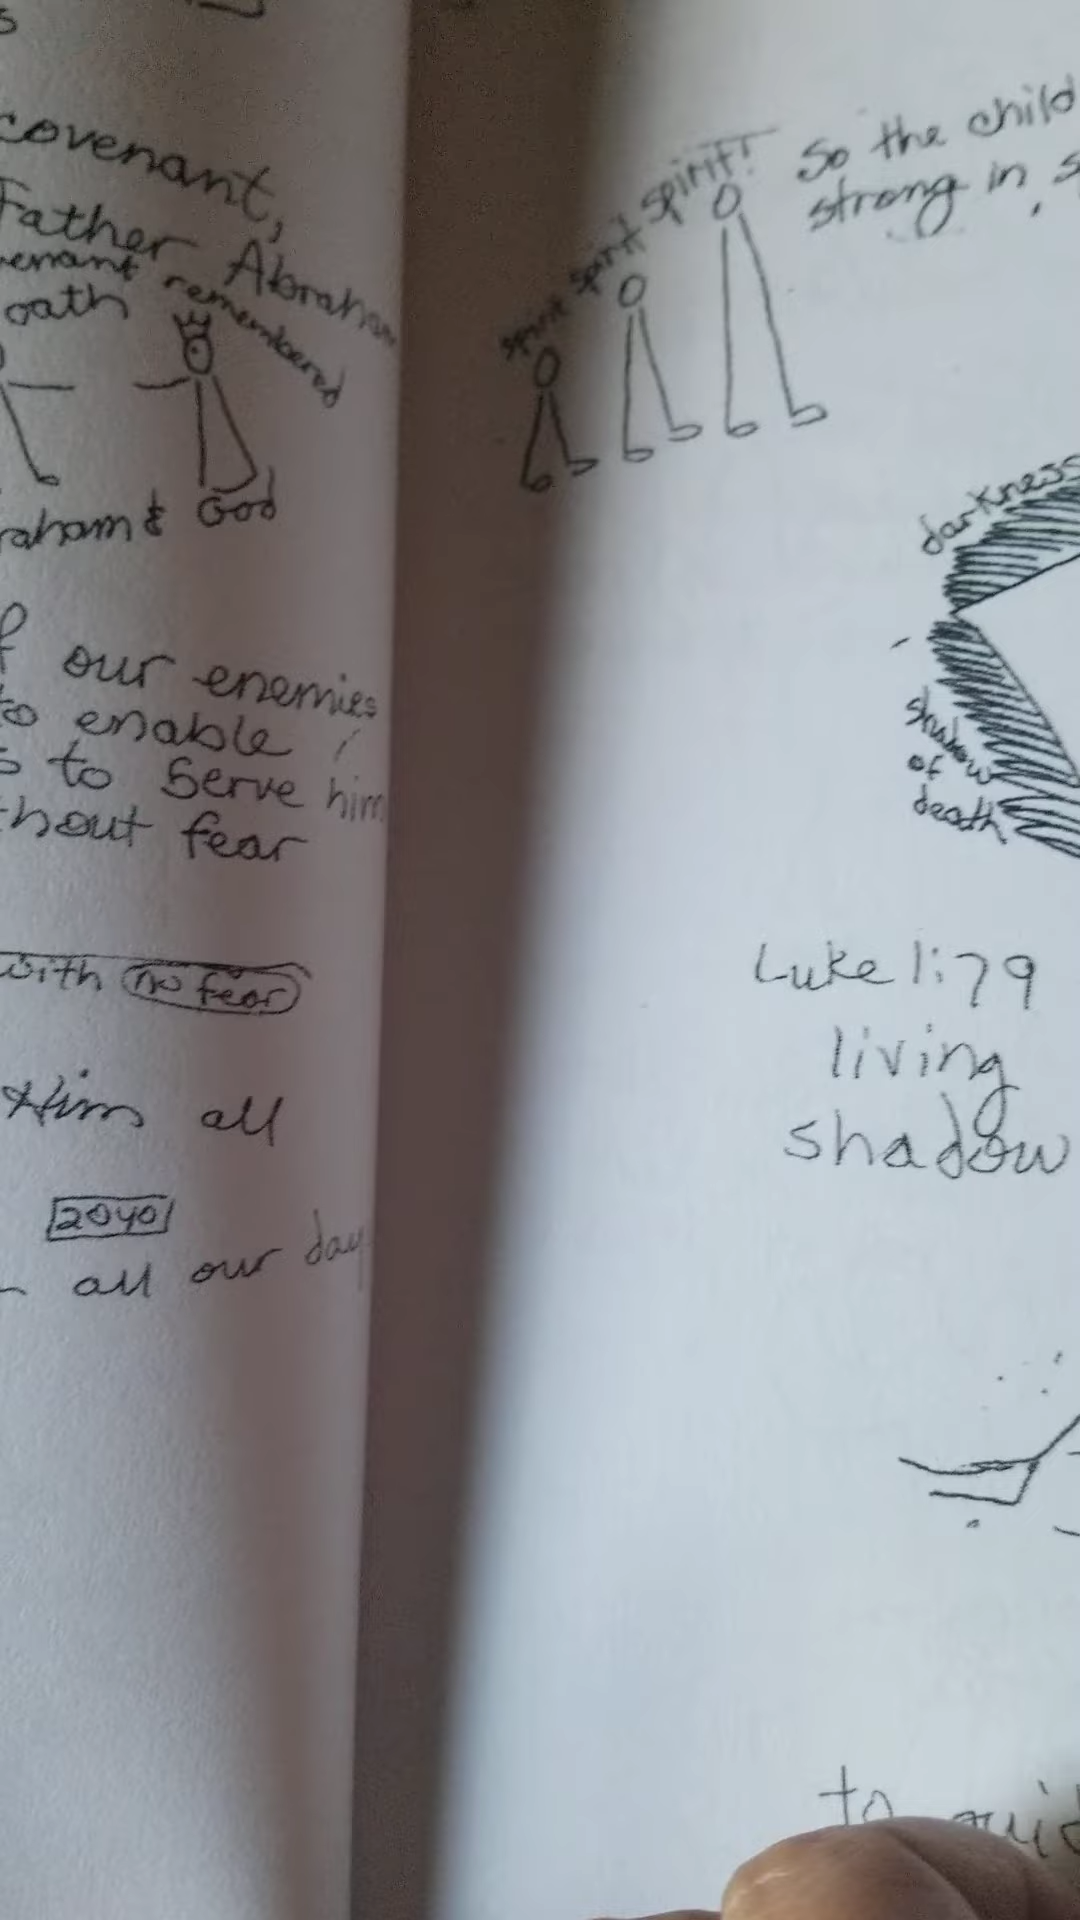 covenant,
Father Abraham
remembered
oath
& God
our enemies
to enable
to serve him
fear
with no fear
Him all
2040
all our day
spirit spirit spirit!
So the child
strong in
darkness
shadow
of
death
Luke 1:79
living
shadow
to